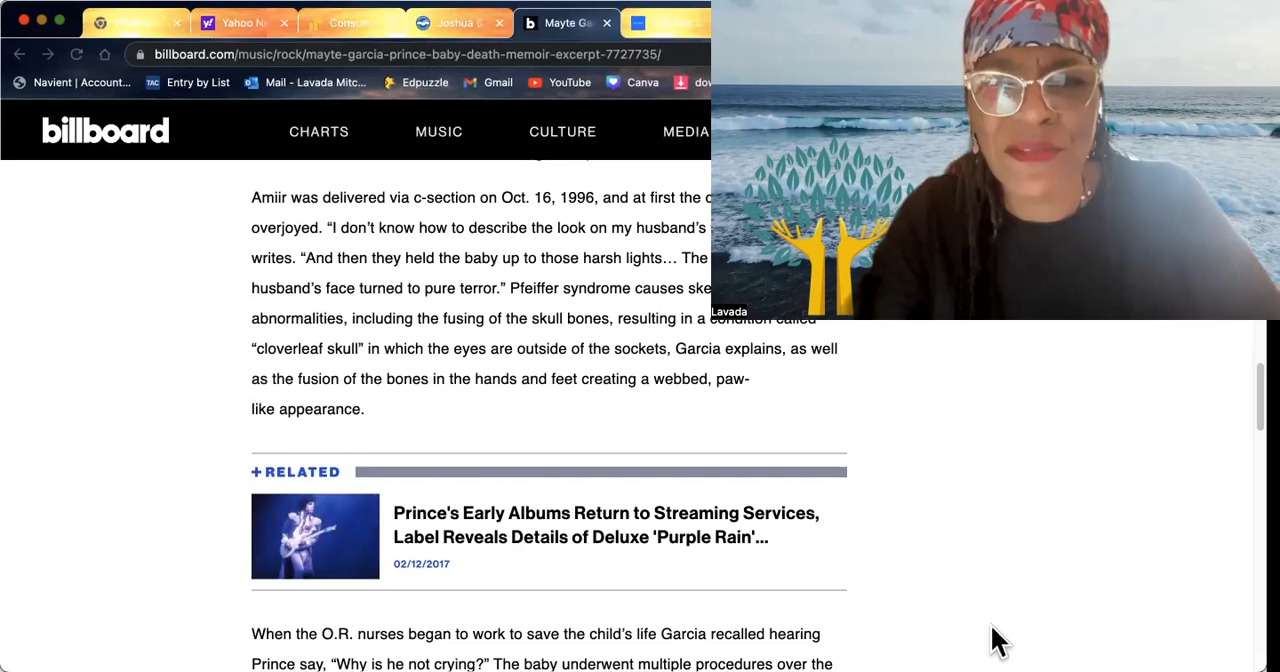 Yahoo N
Consum
Joshua
Mayte Ga
billboard.com/music/rock/mayte-garcia-prince-baby-death-memoir-excerpt-7727735/
Navient | Account... TAC Entry by List Mail - Lavada Mitc... Edpuzzle Gmail YouTube Canva dow
billboard CHARTS MUSIC CULTURE MEDIA
Amiir was delivered via c-section on Oct. 16, 1996, and at first the
overjoyed. “I don’t know how to describe the look on my husband’s
writes. “And then they held the baby up to those harsh lights… The
husband’s face turned to pure terror.” Pfeiffer syndrome causes ske
abnormalities, including the fusing of the skull bones, resulting in a condition called
“cloverleaf skull” in which the eyes are outside of the sockets, Garcia explains, as well
as the fusion of the bones in the hands and feet creating a webbed, paw-
like appearance.
+RELATED
Prince's Early Albums Return to Streaming Services,
Label Reveals Details of Deluxe 'Purple Rain'...
02/12/2017
When the O.R. nurses began to work to save the child’s life Garcia recalled hearing
Prince say, “Why is he not crying?” The baby underwent multiple procedures over the
Lavada